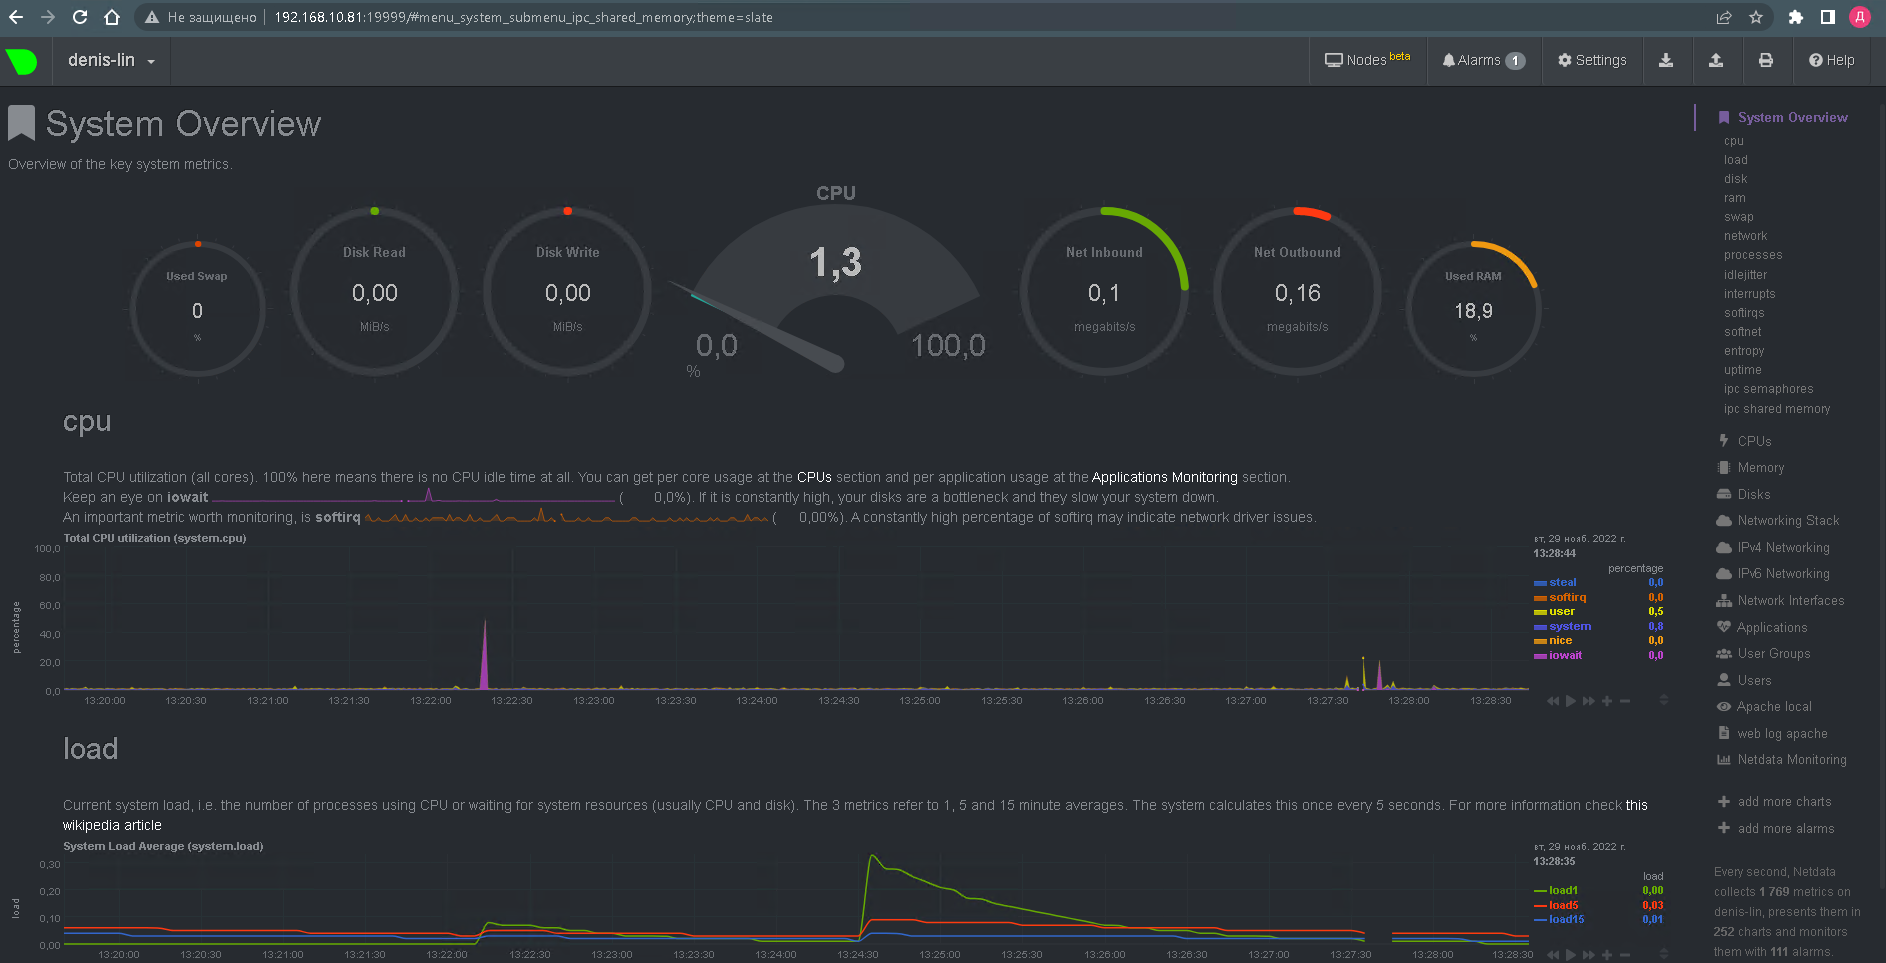 Не защищено 192.168.10.81:19999/#menu_system_submenu_ipc_shared_memory;theme=slate Д
denis-lin Nodes beta Alarms 1 Settings Help
System Overview
Overview of the key system metrics.
Used Swap
0
%
Disk Read
0,00
MiB/s
Disk Write
0,00
MiB/s
CPU
1,3
0,0 100,0
%
Net Inbound
0,1
megabits/s
Net Outbound
0,16
megabits/s
Used RAM
18,9
%
cpu
Total CPU utilization (all cores). 100% here means there is no CPU idle time at all. You can get per core usage at the CPUs section and per application usage at the Applications Monitoring section.
Keep an eye on iowait ( 0,0%). If it is constantly high, your disks are a bottleneck and they slow your system down.
An important metric worth monitoring, is softirq ( 0,00%). A constantly high percentage of softirq may indicate network driver issues.
Total CPU utilization (system.cpu)
percentage
100,0
80,0
60,0
40,0
20,0
0,0
13:20:00 13:20:30 13:21:00 13:21:30 13:22:00 13:22:30 13:23:00 13:23:30 13:24:00 13:24:30 13:25:00 13:25:30 13:26:00 13:26:30 13:27:00 13:27:30 13:28:00 13:28:30
вт, 29 нояб. 2022 г.
13:28:44
percentage
steal 0,0
softirq 0,0
user 0,5
system 0,8
nice 0,0
iowait 0,0
load
Current system load, i.e. the number of processes using CPU or waiting for system resources (usually CPU and disk). The 3 metrics refer to 1, 5 and 15 minute averages. The system calculates this once every 5 seconds. For more information check this
wikipedia article
System Load Average (system.load)
load
0,30
0,20
0,10
0,00
13:20:00 13:20:30 13:21:00 13:21:30 13:22:00 13:22:30 13:23:00 13:23:30 13:24:00 13:24:30 13:25:00 13:25:30 13:26:00 13:26:30 13:27:00 13:27:30 13:28:00 13:28:30
вт, 29 нояб. 2022 г.
13:28:35
load
load1 0,00
load5 0,03
load15 0,01
System Overview
cpu
load
disk
ram
swap
network
processes
idlejitter
interrupts
softirqs
softnet
entropy
uptime
ipc semaphores
ipc shared memory
CPUs
Memory
Disks
Networking Stack
IPv4 Networking
IPv6 Networking
Network Interfaces
Applications
User Groups
Users
Apache local
web log apache
Netdata Monitoring
add more charts
add more alarms
Every second, Netdata
collects 1 769 metrics on
denis-lin, presents them in
252 charts and monitors
them with 111 alarms.